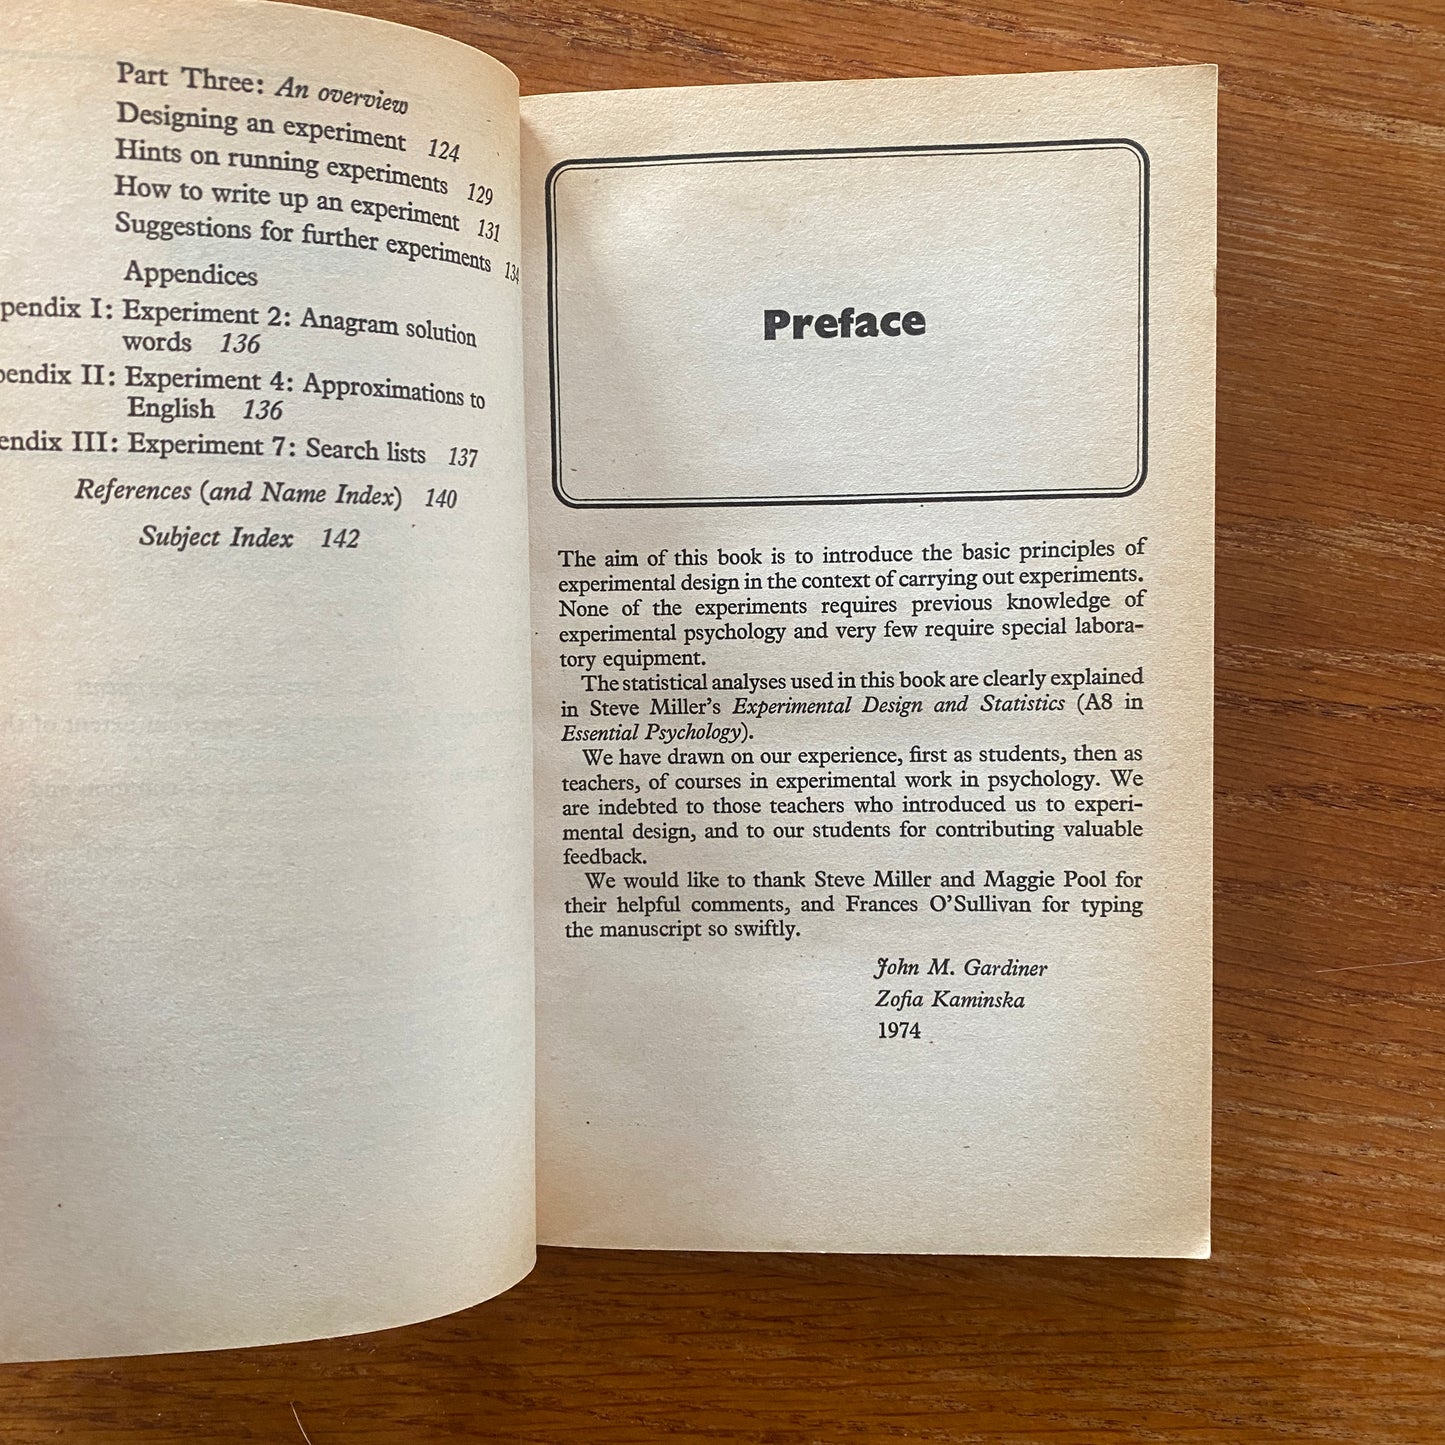 Part Three: An overview
Designing an experiment 124
Hints on running experiments 129
How to write up an experiment 131
Suggestions for further experiments 134
Appendices
pendix I: Experiment 2: Anagram solution
words 136
pendix II: Experiment 4: Approximations to
English 136
endix III: Experiment 7: Search lists 137
References (and Name Index) 140
Subject Index 142
Preface
The aim of this book is to introduce the basic principles of
experimental design in the context of carrying out experiments.
None of the experiments requires previous knowledge of
experimental psychology and very few require special labora-
tory equipment.
The statistical analyses used in this book are clearly explained
in Steve Miller's Experimental Design and Statistics (A8 in
Essential Psychology).
We have drawn on our experience, first as students, then as
teachers, of courses in experimental work in psychology. We
are indebted to those teachers who introduced us to experi-
mental design, and to our students for contributing valuable
feedback.
We would like to thank Steve Miller and Maggie Pool for
their helpful comments, and Frances O'Sullivan for typing
the manuscript so swiftly.
John M. Gardiner
Zofia Kaminska
1974